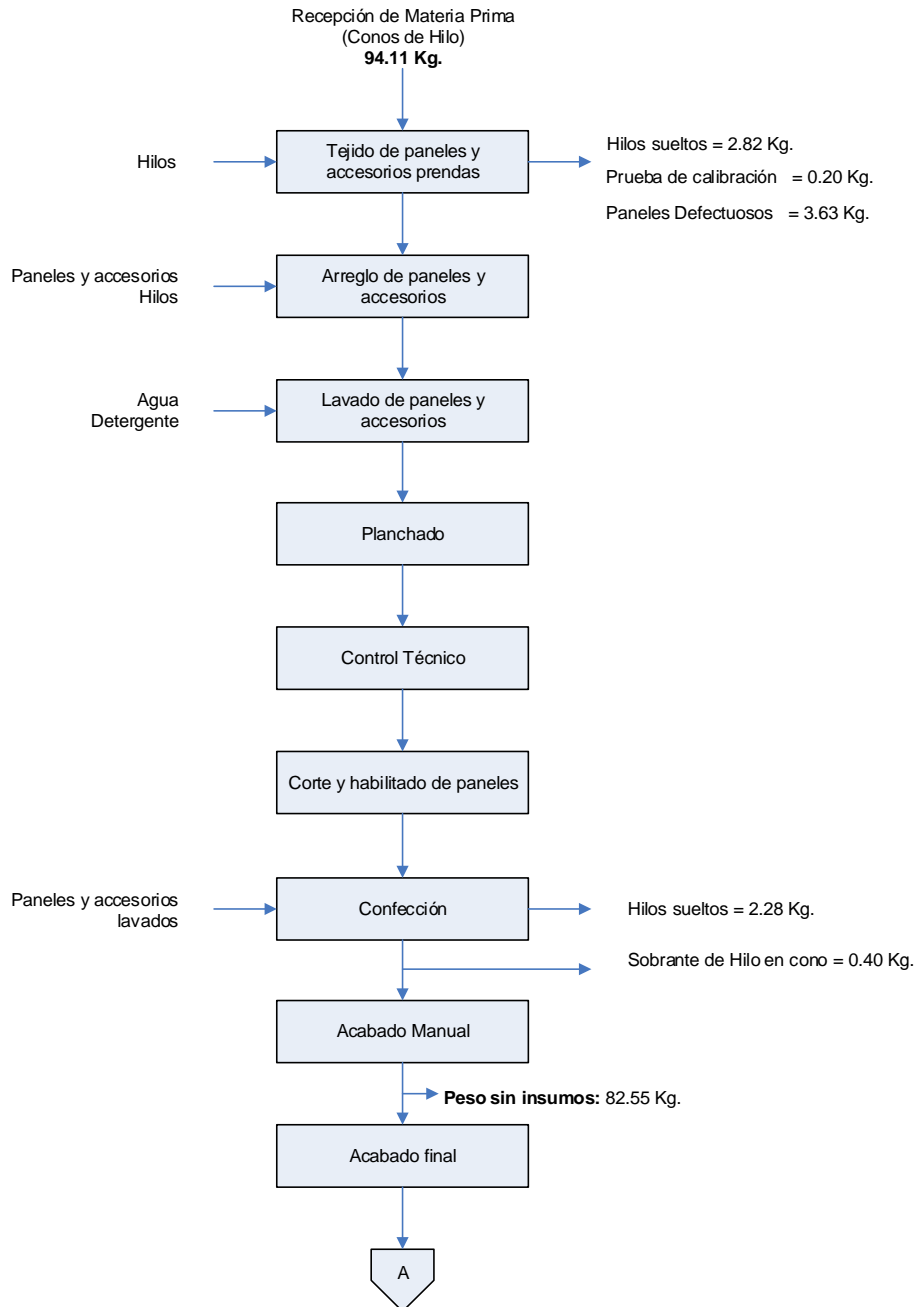 Recepción de Materia Prima
(Conos de Hilo)
94.11 Kg.
Hilos
Tejido de paneles y
accesorios prendas
Hilos sueltos = 2.82 Kg.
Prueba de calibración = 0.20 Kg.
Paneles Defectuosos = 3.63 Kg.
Paneles y accesorios
Hilos
Arreglo de paneles y
accesorios
Agua
Detergente
Lavado de paneles y
accesorios
Planchado
Control Técnico
Corte y habilitado de paneles
Paneles y accesorios
lavados
Confección
Hilos sueltos = 2.28 Kg.
Sobrante de Hilo en cono = 0.40 Kg.
Acabado Manual
Peso sin insumos: 82.55 Kg.
Acabado final
A